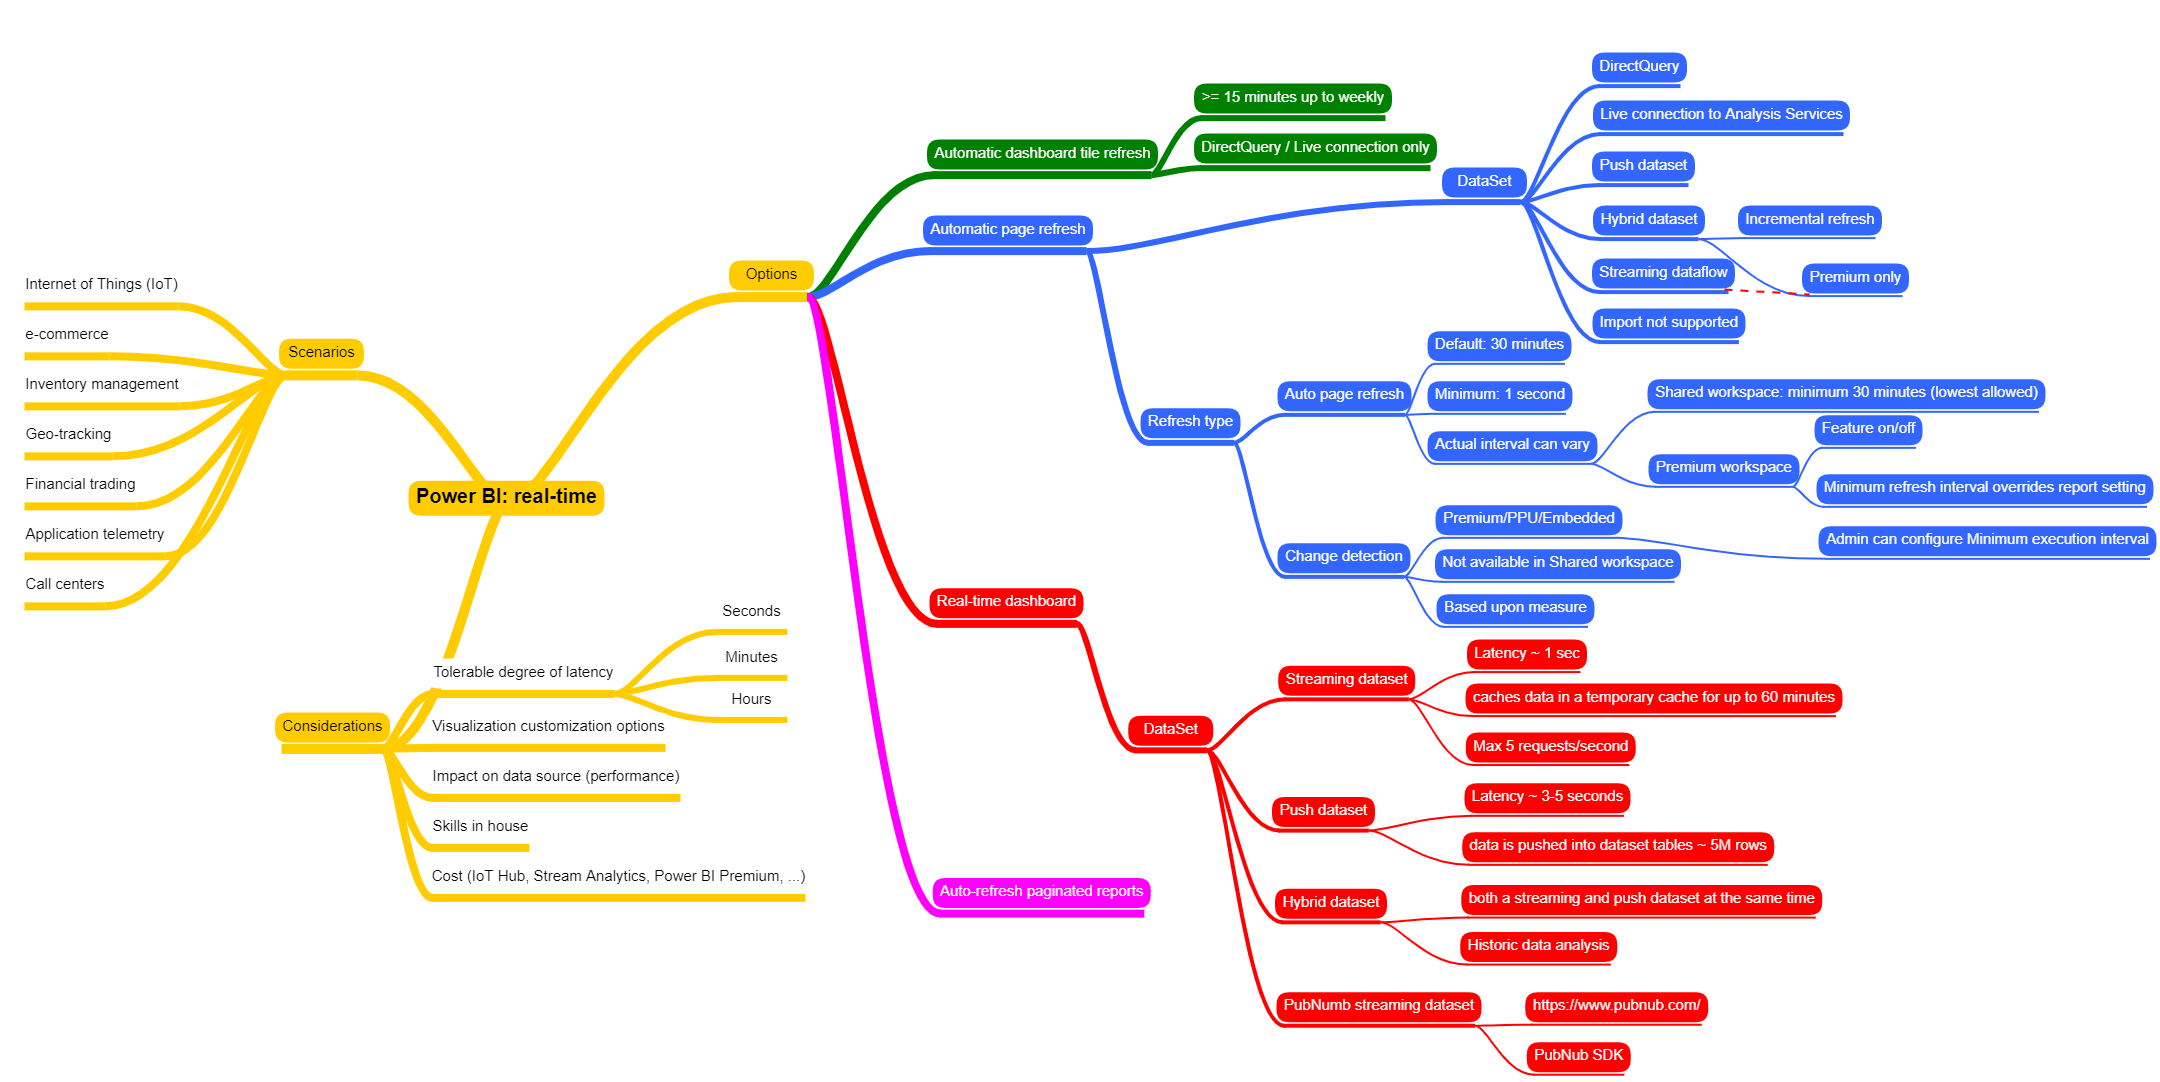 Power BI: real-time
Scenarios
Internet of Things (IoT)
e-commerce
Inventory management
Geo-tracking
Financial trading
Application telemetry
Call centers
Considerations
Tolerable degree of latency
Seconds
Minutes
Hours
Visualization customization options
Impact on data source (performance)
Skills in house
Cost (IoT Hub, Stream Analytics, Power BI Premium, ...)
Options
Automatic dashboard tile refresh
>= 15 minutes up to weekly
DirectQuery / Live connection only
Automatic page refresh
DataSet
DirectQuery
Live connection to Analysis Services
Push dataset
Hybrid dataset
Incremental refresh
Premium only
Streaming dataflow
Import not supported
Refresh type
Auto page refresh
Default: 30 minutes
Minimum: 1 second
Actual interval can vary
Shared workspace: minimum 30 minutes (lowest allowed)
Premium workspace
Feature on/off
Minimum refresh interval overrides report setting
Change detection
Premium/PPU/Embedded
Admin can configure Minimum execution interval
Not available in Shared workspace
Based upon measure
Real-time dashboard
DataSet
Streaming dataset
Latency ~ 1 sec
caches data in a temporary cache for up to 60 minutes
Max 5 requests/second
Push dataset
Latency ~ 3-5 seconds
data is pushed into dataset tables ~ 5M rows
Hybrid dataset
both a streaming and push dataset at the same time
Historic data analysis
PubNumb streaming dataset
https://www.pubnub.com/
PubNub SDK
Auto-refresh paginated reports